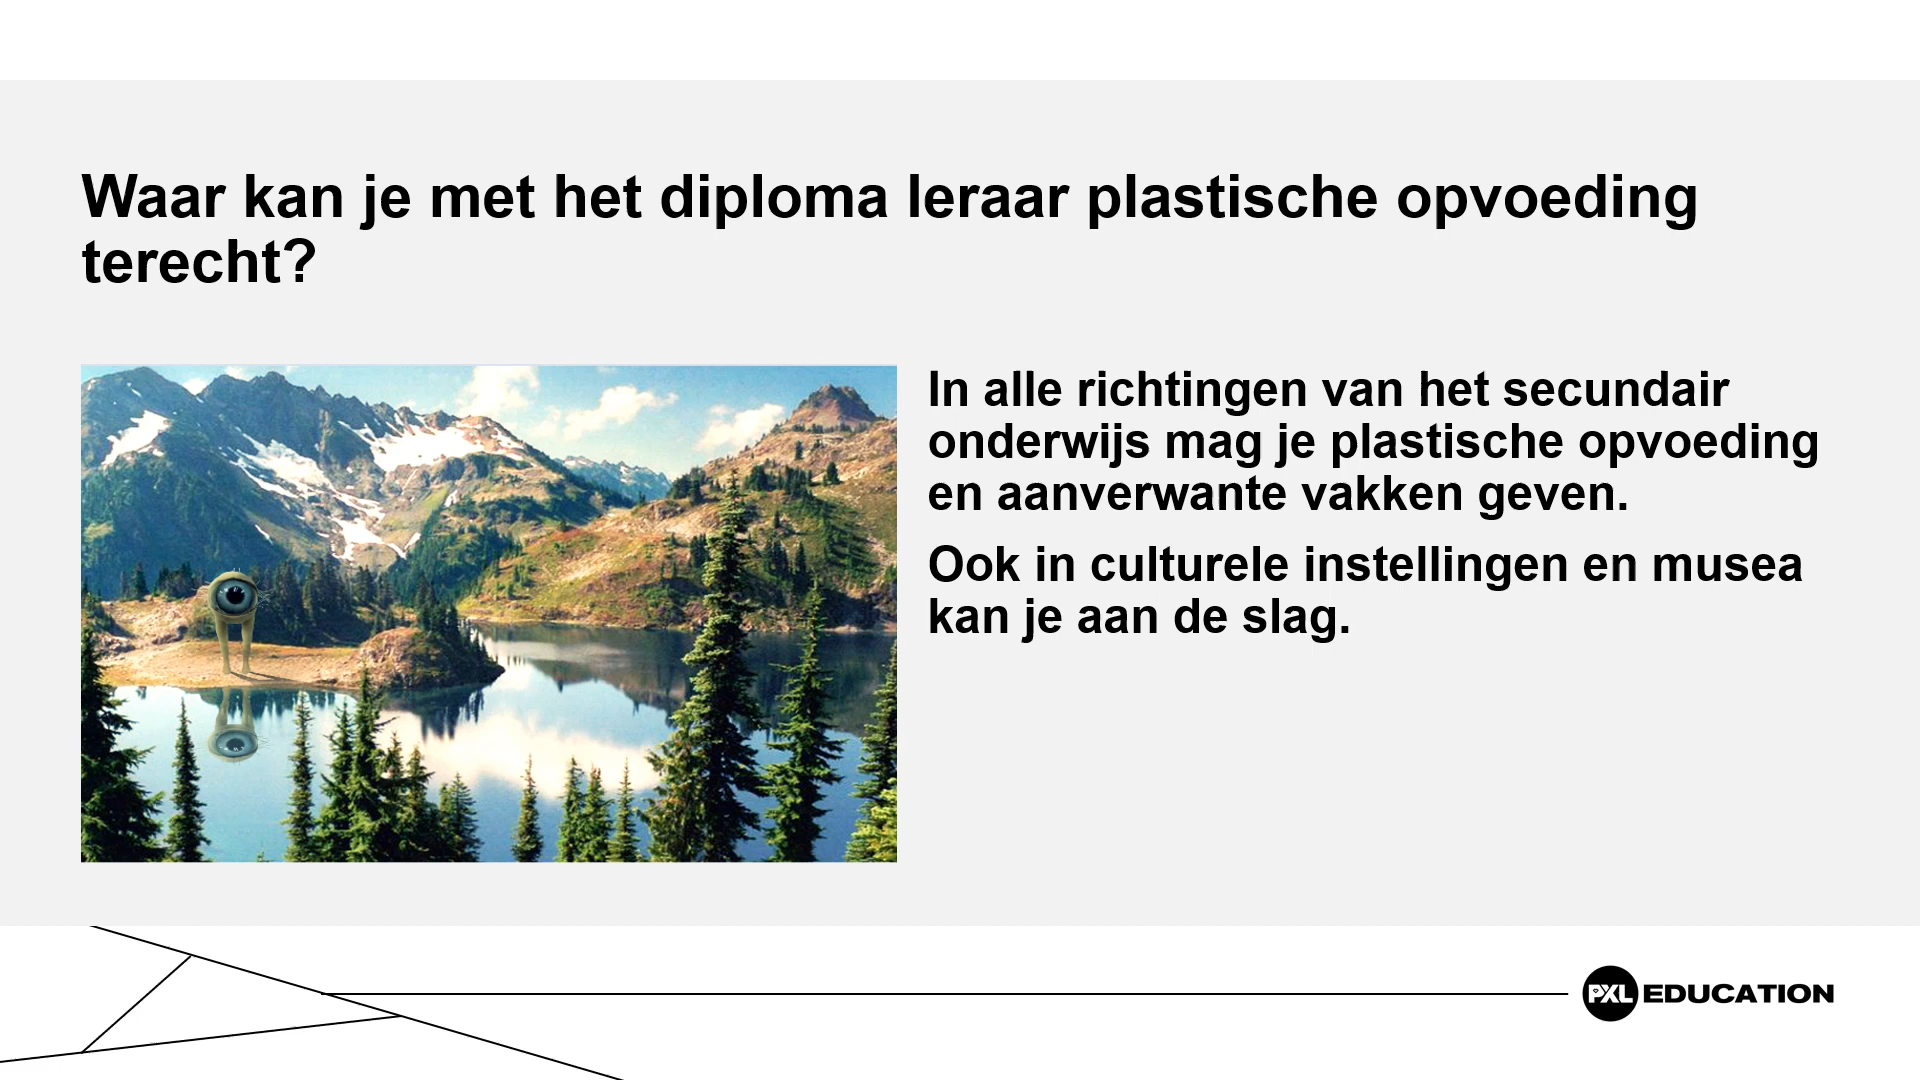 Waar kan je met het diploma leraar plastische opvoeding
terecht?
In alle richtingen van het secundair
onderwijs mag je plastische opvoeding
en aanverwante vakken geven.
Ook in culturele instellingen en musea
kan je aan de slag.
PXL EDUCATION